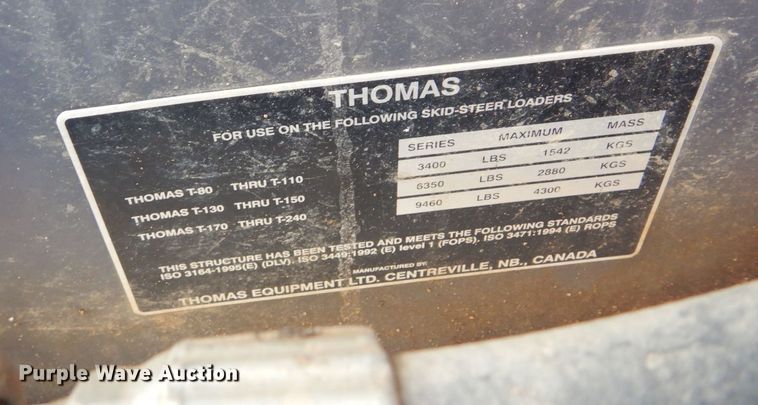 THOMAS
FOR USE ON THE FOLLOWING SKID-STEER LOADERS
SERIES MAXIMUM MASS
THOMAS T-80 THRU T-110 3400 LBS 1542 KGS
THOMAS T-130 THRU T-150 6350 LBS 2880 KGS
THOMAS T-170 THRU T-240 9460 LBS 4300 KGS
THIS STRUCTURE HAS BEEN TESTED AND MEETS THE FOLLOWING STANDARDS
ISO 3164-1995(E) (DLV). ISO 3449:1992 (E) level 1 (FOPS). ISO 3471:1994 (E) ROPS
MANUFACTURED BY:
THOMAS EQUIPMENT LTD. CENTREVILLE, NB., CANADA
Purple Wave Auction